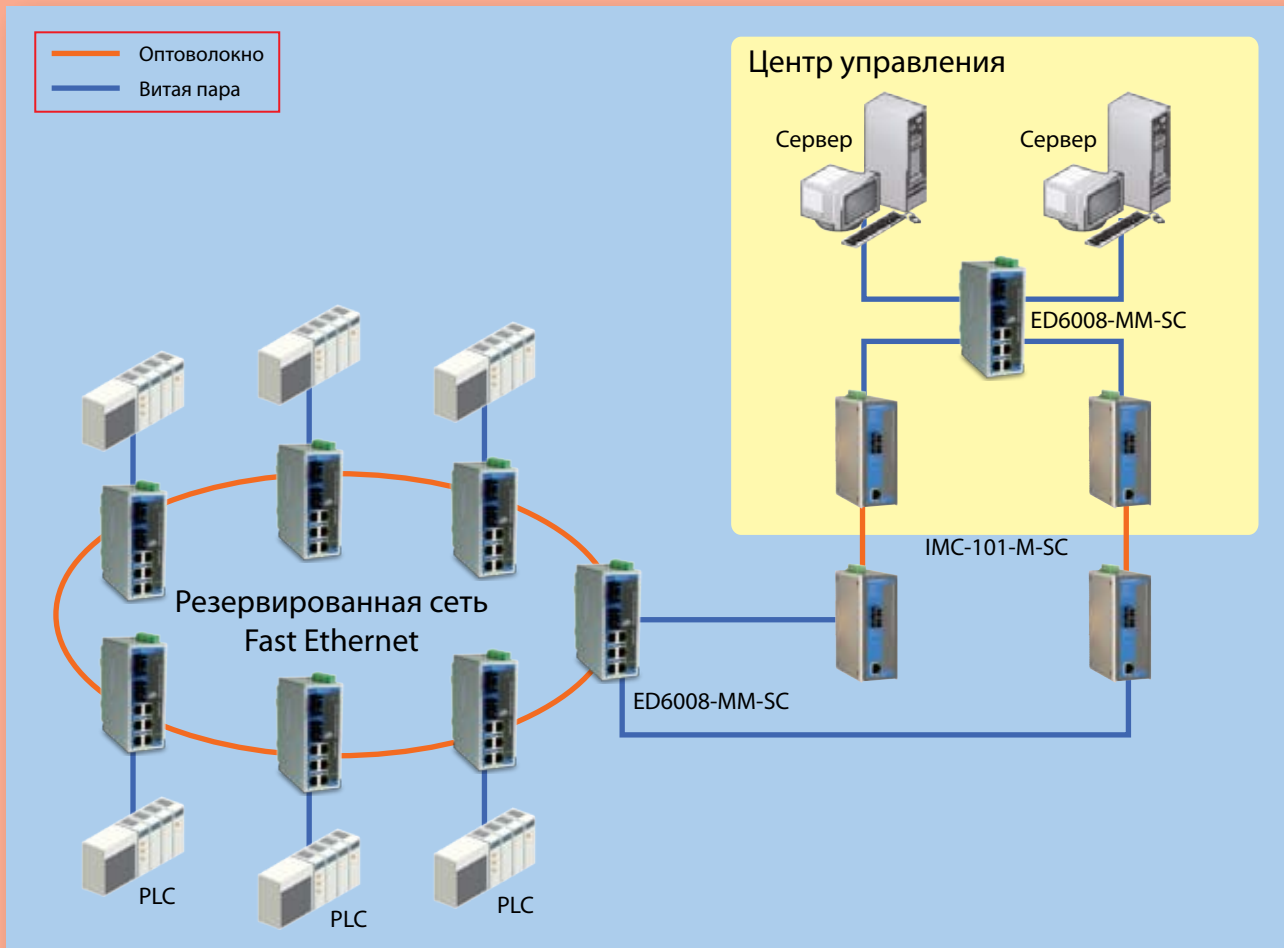 Оптоволокно
Витая пара
Центр управления
Сервер
Сервер
ED6008-MM-SC
IMC-101-M-SC
Резервированная сеть
Fast Ethernet
ED6008-MM-SC
PLC
PLC
PLC